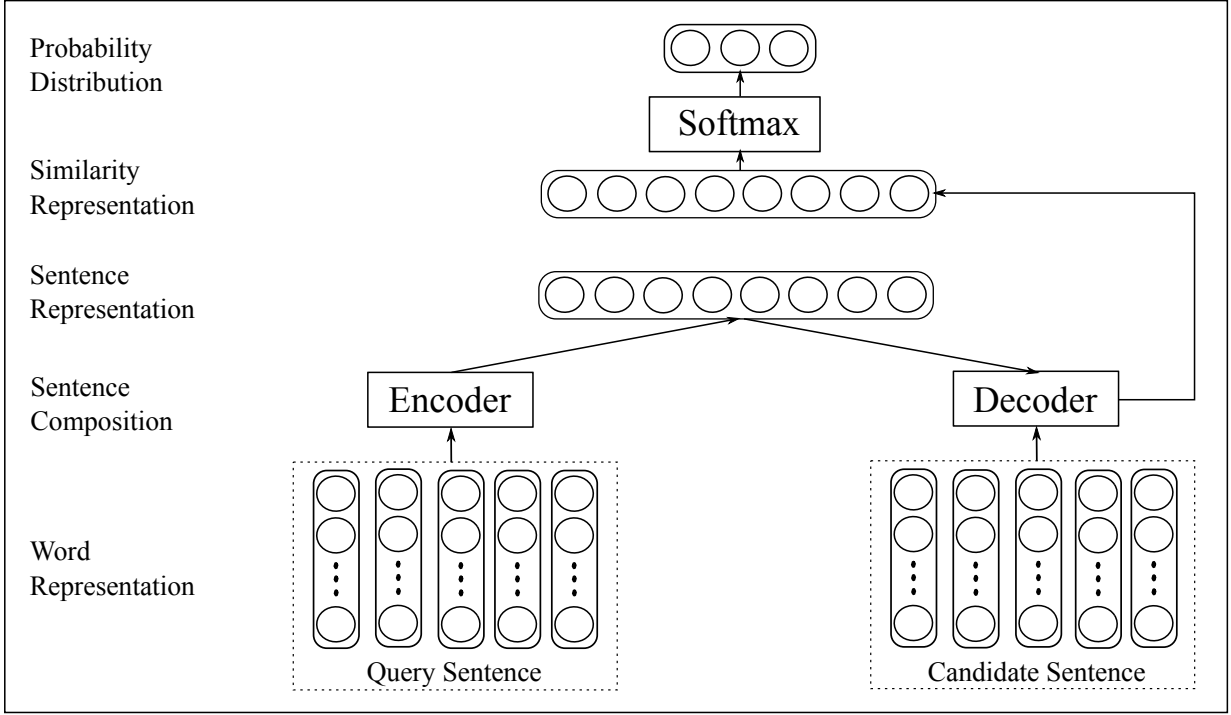 Probability
Distribution
Softmax
Similarity
Representation
Sentence
Representation
Sentence
Composition
Encoder
Decoder
Word
Representation
Query Sentence
Candidate Sentence